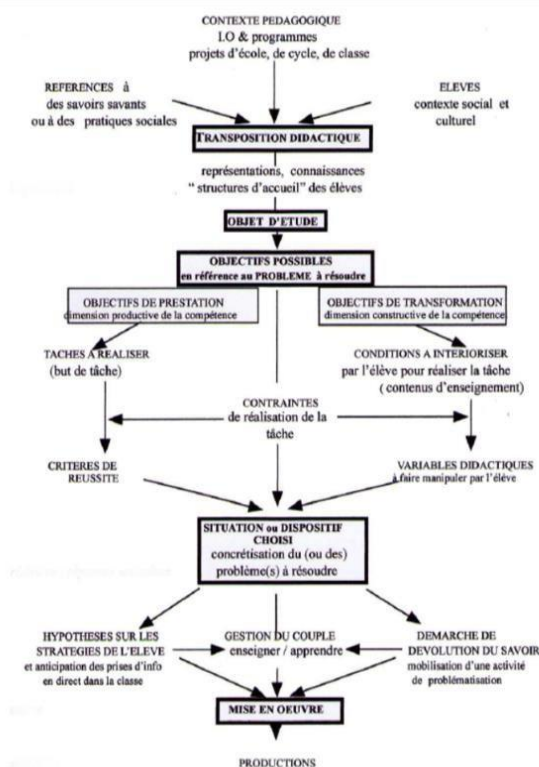 CONTEXTE PEDAGOGIQUE
I.O & programmes
projets d'école, de cycle, de classe
REFERENCES à
des savoirs savants
ou à des pratiques sociales
ELEVES
contexte social et
culturel
TRANSPOSITION DIDACTIQUE
représentations, connaissances
" structures d'accueil" des élèves
OBJET D'ETUDE
OBJECTIFS POSSIBLES
en référence au PROBLEME à résoudre
OBJECTIFS DE PRESTATION
dimension productive de la compétence
OBJECTIFS DE TRANSFORMATION
dimension constructive de la compétence
TACHES A REALISER
(but de tâche)
CONDITIONS A INTERIORISER
par l'élève pour réaliser la tâche
( contenus d'enseignement)
CONTRAINTES
de réalisation de la
tâche
CRITERES DE
REUSSITE
VARIABLES DIDACTIQUES
à faire manipuler par l'élève
SITUATION ou DISPOSITIF
CHOISI
concrétisation du (ou des)
problème(s) à résoudre
HYPOTHESES SUR LES
STRATEGIES DE L'ELEVE
et anticipation des prises d'info
en direct dans la classe
GESTION DU COUPLE
enseigner / apprendre
DEMARCHE DE
DEVOLUTION DU SAVOIR
mobilisation d'une activité
de problématisation
MISE EN OEUVRE
PRODUCTIONS